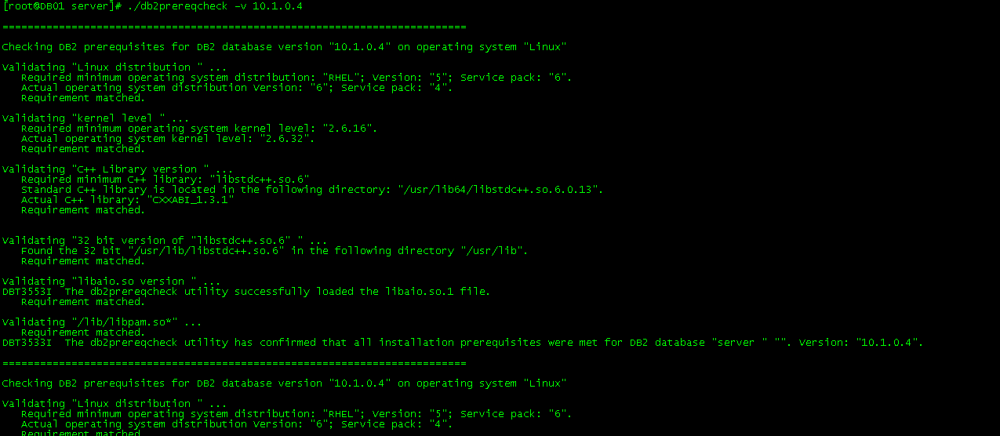 [root@DB01 server]# ./db2prereqcheck -v 10.1.0.4
==========================================================================
Checking DB2 prerequisites for DB2 database version "10.1.0.4" on operating system "Linux"
Validating "Linux distribution " ...
Required minimum operating system distribution: "RHEL"; Version: "5"; Service pack: "6".
Actual operating system distribution Version: "6"; Service pack: "4".
Requirement matched.
Validating "kernel level " ...
Required minimum operating system kernel level: "2.6.16".
Actual operating system kernel level: "2.6.32".
Requirement matched.
Validating "C++ Library version " ...
Required minimum C++ library: "libstdc++.so.6"
Standard C++ library is located in the following directory: "/usr/lib64/libstdc++.so.6.0.13".
Actual C++ library: "CXXABI_1.3.1"
Requirement matched.
Validating "32 bit version of "libstdc++.so.6" " ...
Found the 32 bit "/usr/lib/libstdc++.so.6" in the following directory "/usr/lib".
Requirement matched.
Validating "libaio.so version " ...
DBT3553I  The db2prereqcheck utility successfully loaded the libaio.so.1 file.
Requirement matched.
Validating "/lib/libpam.so*" ...
Requirement matched.
DBT3533I  The db2prereqcheck utility has confirmed that all installation prerequisites were met for DB2 database "server " "". Version: "10.1.0.4".
==========================================================================
Checking DB2 prerequisites for DB2 database version "10.1.0.4" on operating system "Linux"
Validating "Linux distribution " ...
Required minimum operating system distribution: "RHEL"; Version: "5"; Service pack: "6".
Actual operating system distribution Version: "6"; Service pack: "4".
Requirement matched.